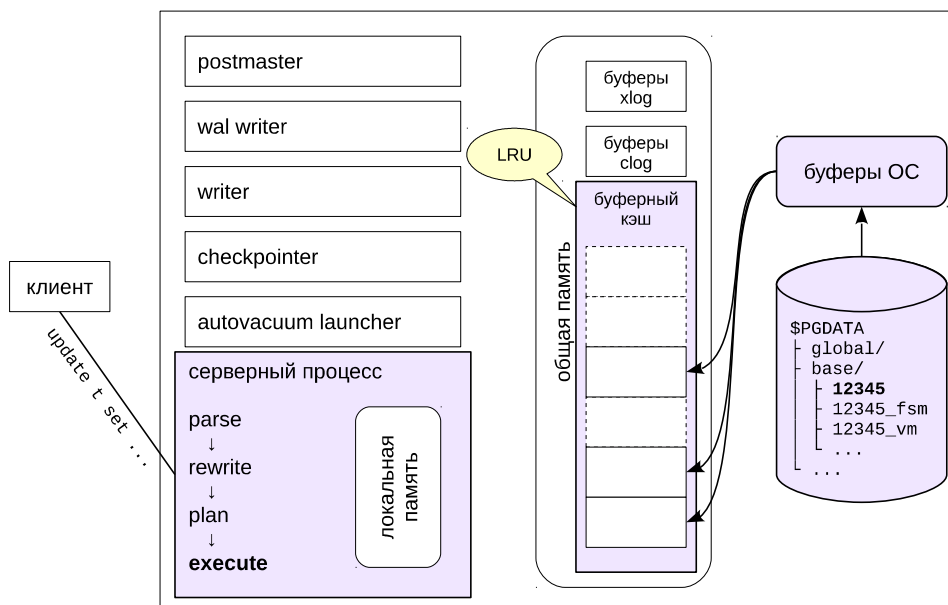 postmaster
wal writer
writer
checkpointer
autovacuum launcher
клиент
update t set ...
серверный процесс
parse
↓
rewrite
↓
plan
↓
execute
локальная
память
LRU
общая память
буферы
xlog
буферы
clog
буферный
кэш
буферы ОС
$PGDATA
├ global/
├ base/
│ ├ 12345
│ ├ 12345_fsm
│ ├ 12345_vm
│ └ ...
└ ...